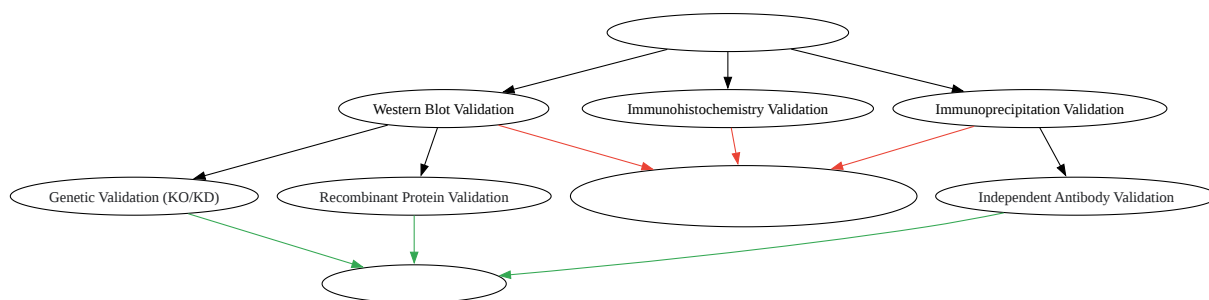 Western Blot Validation
Immunohistochemistry Validation
Immunoprecipitation Validation
Genetic Validation (KO/KD)
Recombinant Protein Validation
Independent Antibody Validation